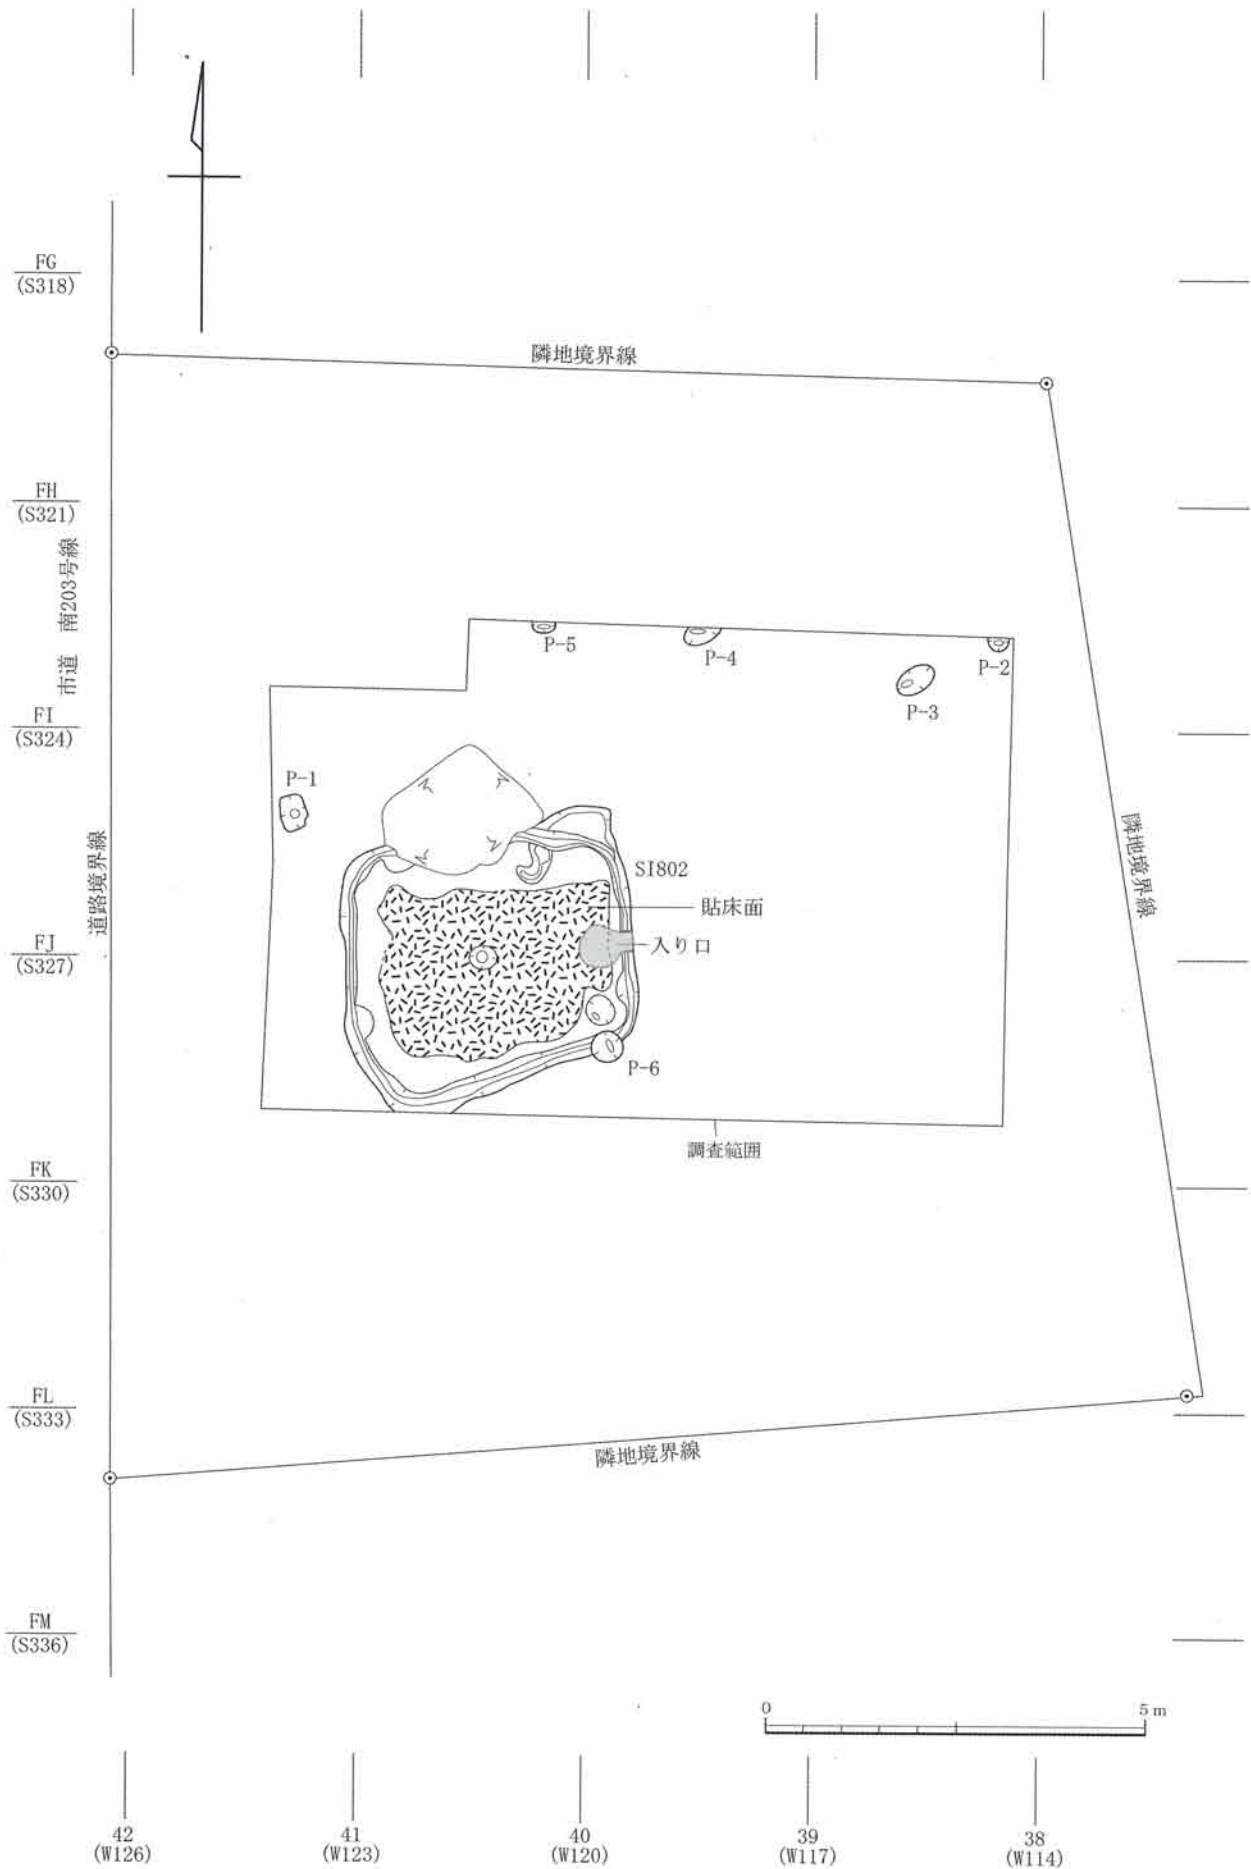 FG
(S318)
隣地境界線
FH
(S321)
市道 南203号線
P-5
P-4
P-2
P-3
FI
(S324)
P-1
道路境界線
隣地境界線
SI802
貼床面
入り口
FJ
(S327)
P-6
調査範囲
FK
(S330)
FL
(S333)
隣地境界線
FM
(S336)
0 5 m
42 41 40 39 38
(W126) (W123) (W120) (W117) (W114)